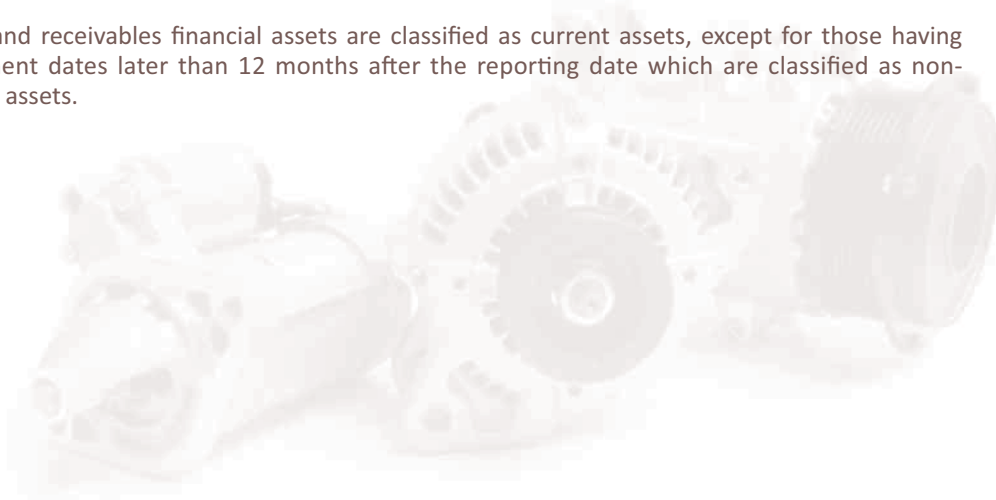 and receivables financial assets are classified as current assets, except for those having
ent dates later than 12 months after the reporting date which are classified as non-
assets.